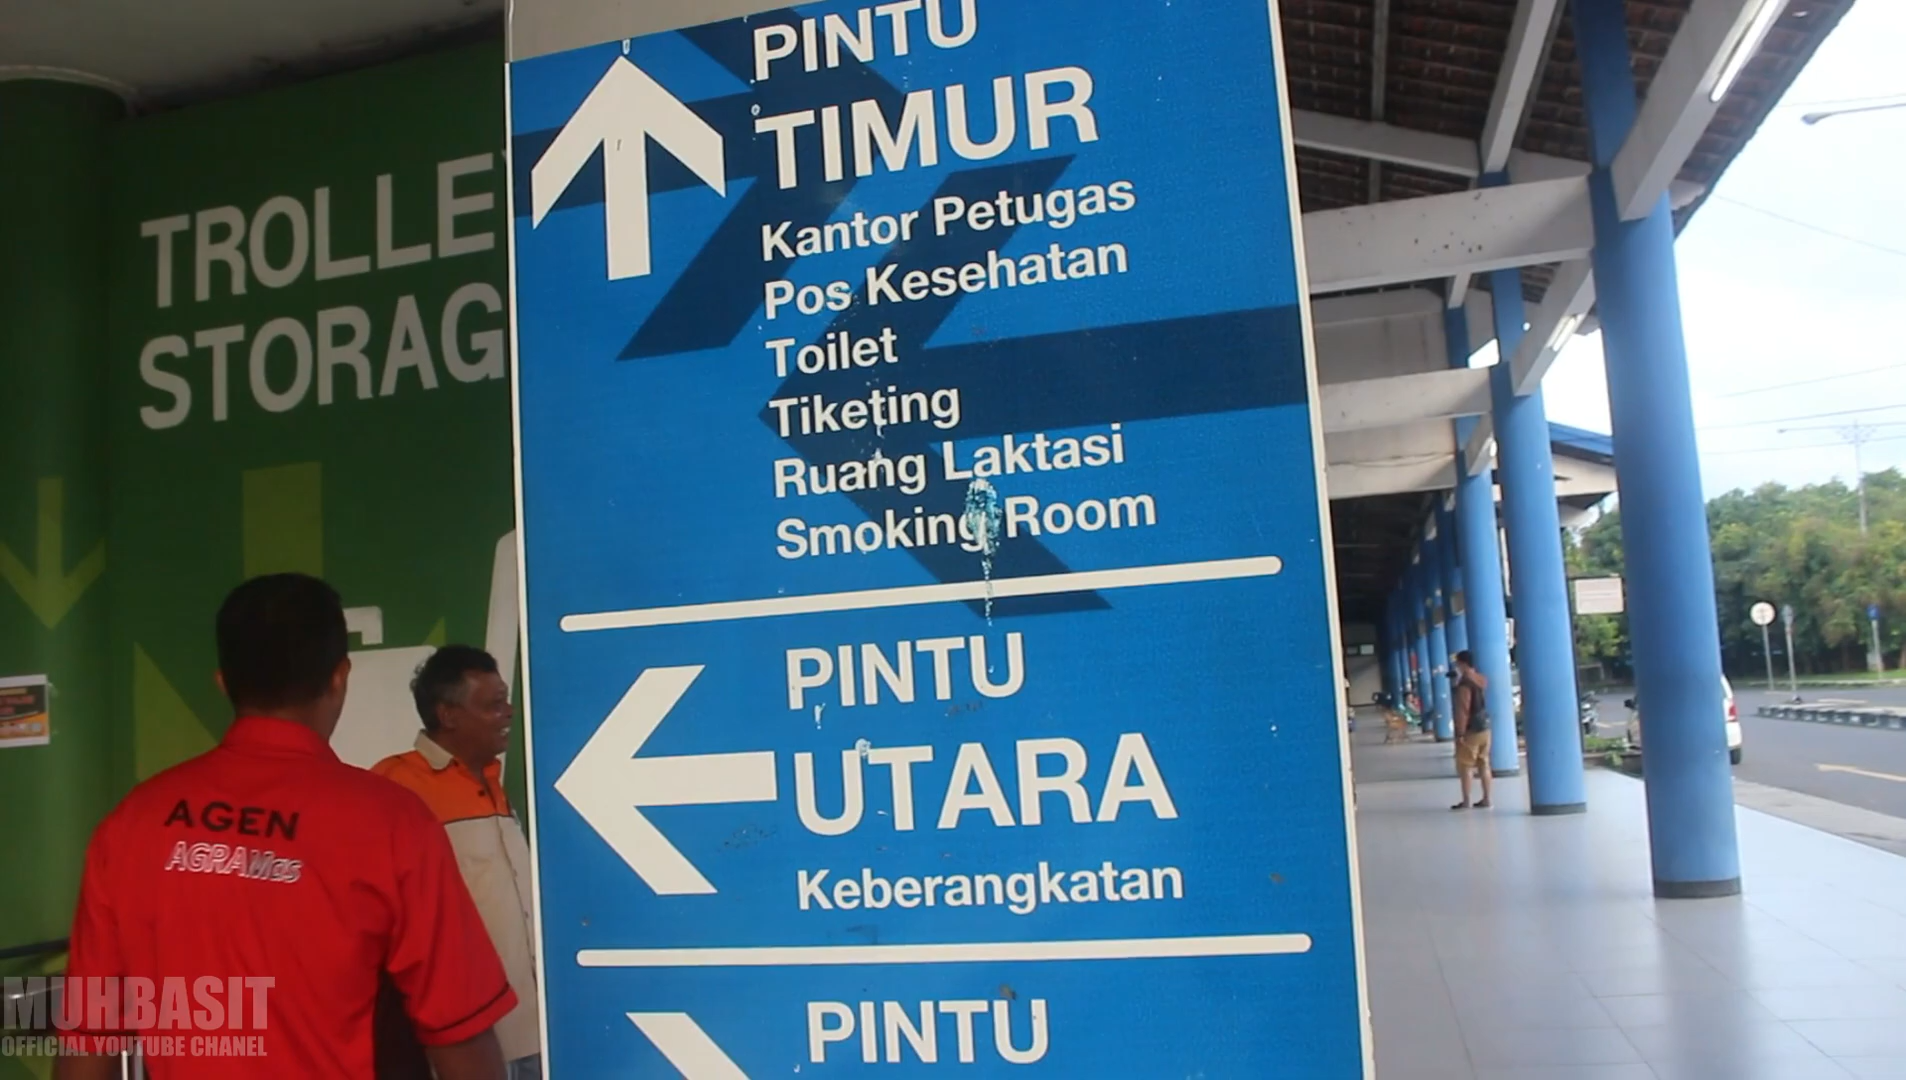 TROLLE
STORAG
PINTU
TIMUR
Kantor Petugas
Pos Kesehatan
Toilet
Tiketing
Ruang Laktasi
Smoking Room
PINTU
UTARA
Keberangkatan
PINTU
AGEN
AGRAMas
MUHBASIT
OFFICIAL YOUTUBE CHANEL